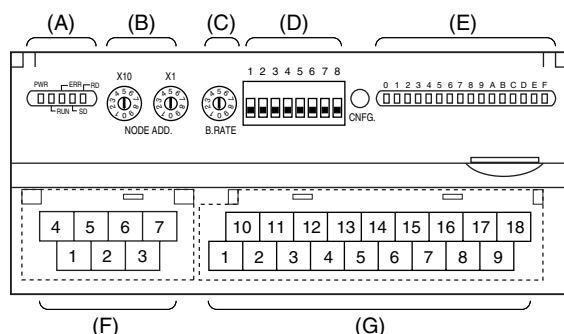 (A) (B) (C) (D) (E)
X10 X1 1 2 3 4 5 6 7 8 0 1 2 3 4 5 6 7 8 9 A B C D E F
PWR ERR RD
RUN SD NODE ADD. B.RATE CNFG.
4 5 6 7 10 11 12 13 14 15 16 17 18
1 2 3 1 2 3 4 5 6 7 8 9
(F) (G)